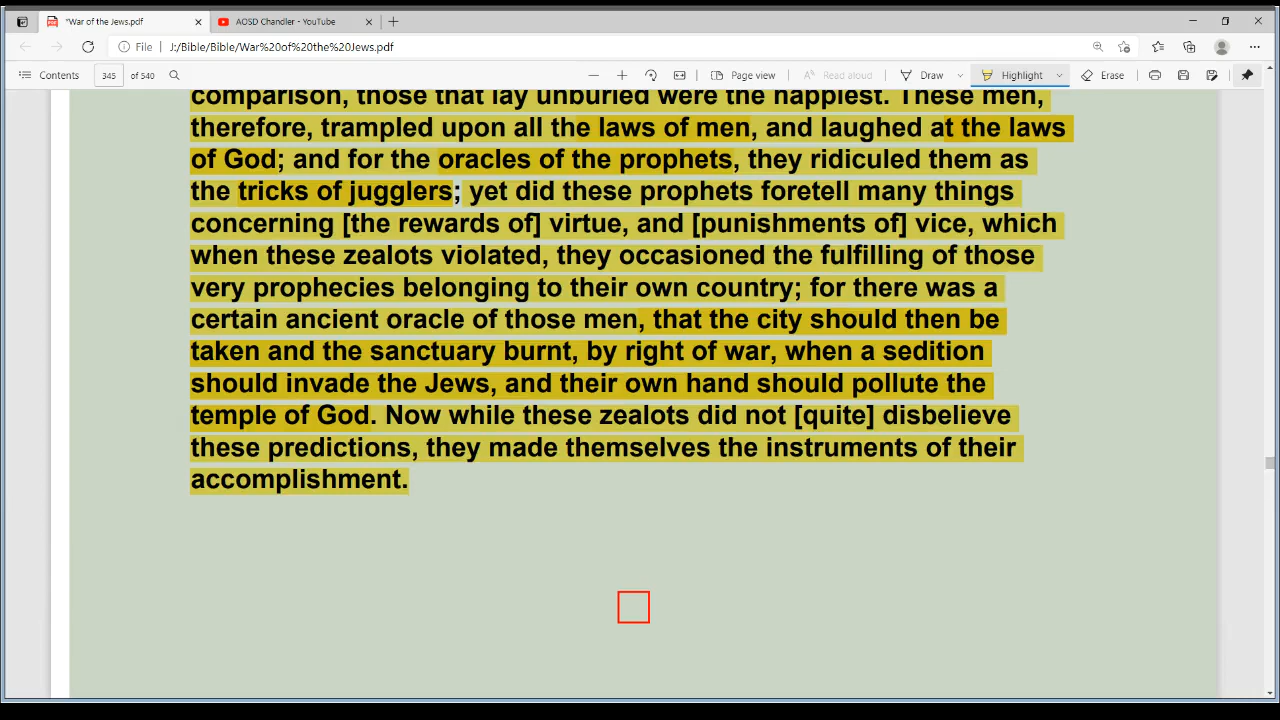 *War of the Jews.pdf
AOSD Chandler - YouTube
File
J:/Bible/Bible/War%20of%20the%20Jews.pdf
Contents
345
of 540
Page view
Read aloud
Draw
Highlight
Erase
comparison, those that lay unburied were the happiest. These men,
therefore, trampled upon all the laws of men, and laughed at the laws
of God; and for the oracles of the prophets, they ridiculed them as
the tricks of jugglers; yet did these prophets foretell many things
concerning [the rewards of] virtue, and [punishments of] vice, which
when these zealots violated, they occasioned the fulfilling of those
very prophecies belonging to their own country; for there was a
certain ancient oracle of those men, that the city should then be
taken and the sanctuary burnt, by right of war, when a sedition
should invade the Jews, and their own hand should pollute the
temple of God. Now while these zealots did not [quite] disbelieve
these predictions, they made themselves the instruments of their
accomplishment.